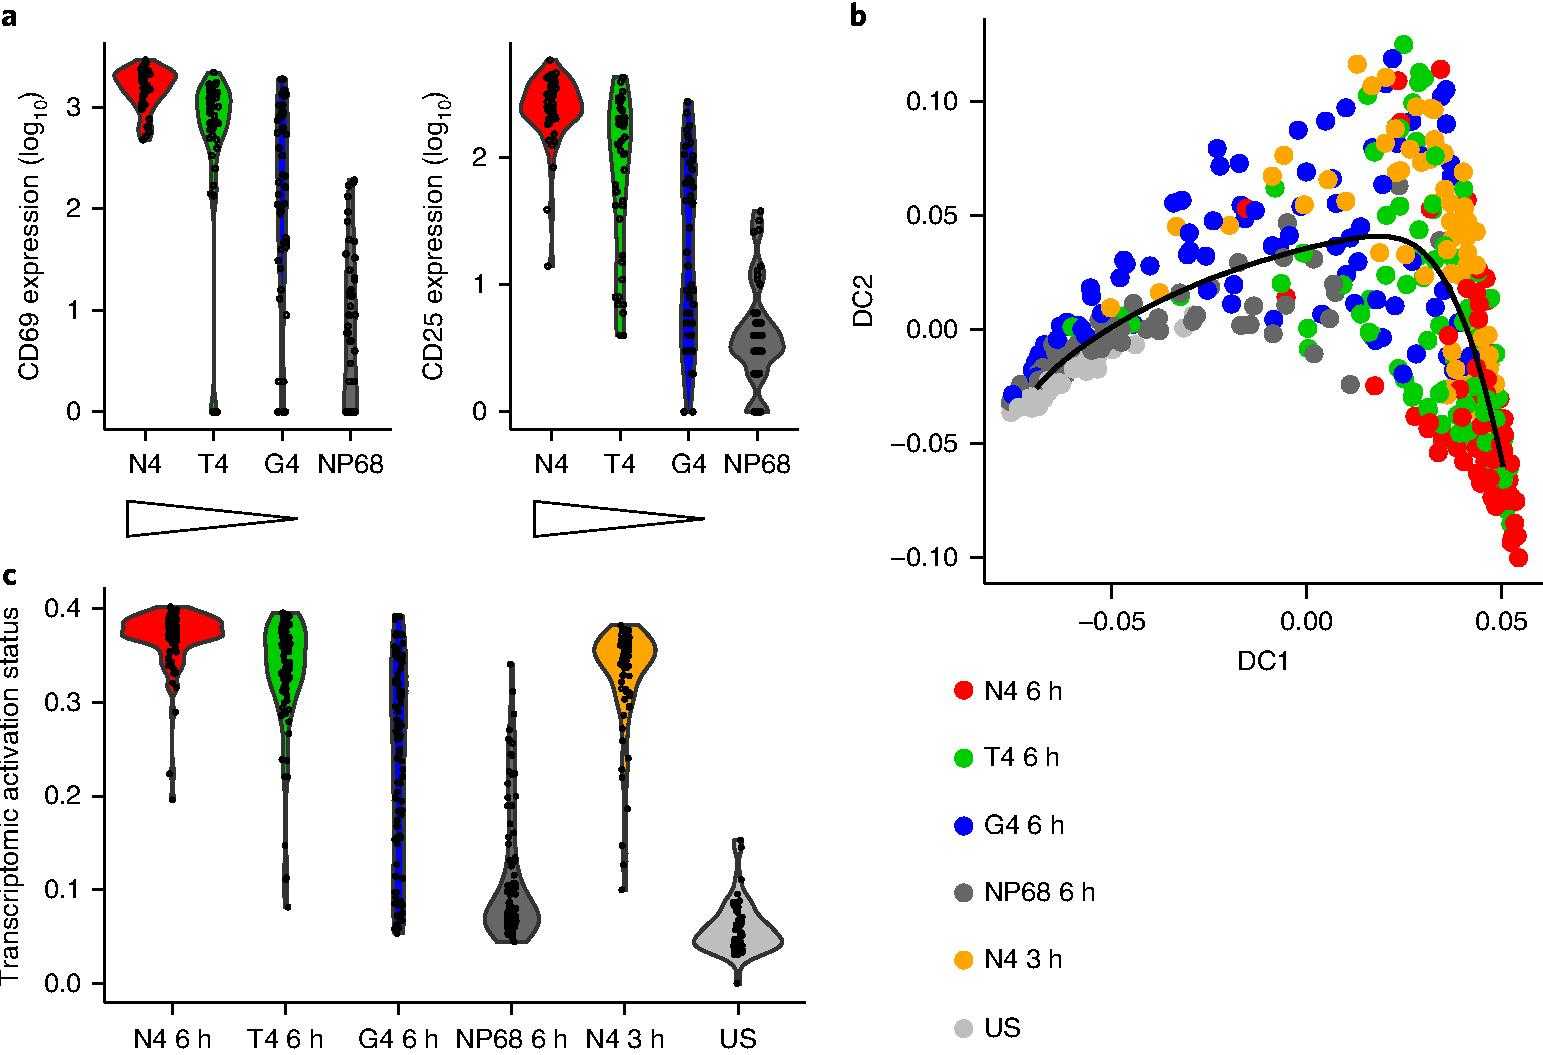 a
CD69 expression (log10)
3
2
1
0
N4 T4 G4 NP68
CD25 expression (log10)
2
1
0
N4 T4 G4 NP68
b
DC2
0.10
0.05
0.00
−0.05
−0.10
−0.05 0.00 0.05
DC1
N4 6 h
T4 6 h
G4 6 h
NP68 6 h
N4 3 h
US
c
Transcriptomic activation status
0.4
0.3
0.2
0.1
0.0
N4 6 h T4 6 h G4 6 h NP68 6 h N4 3 h US